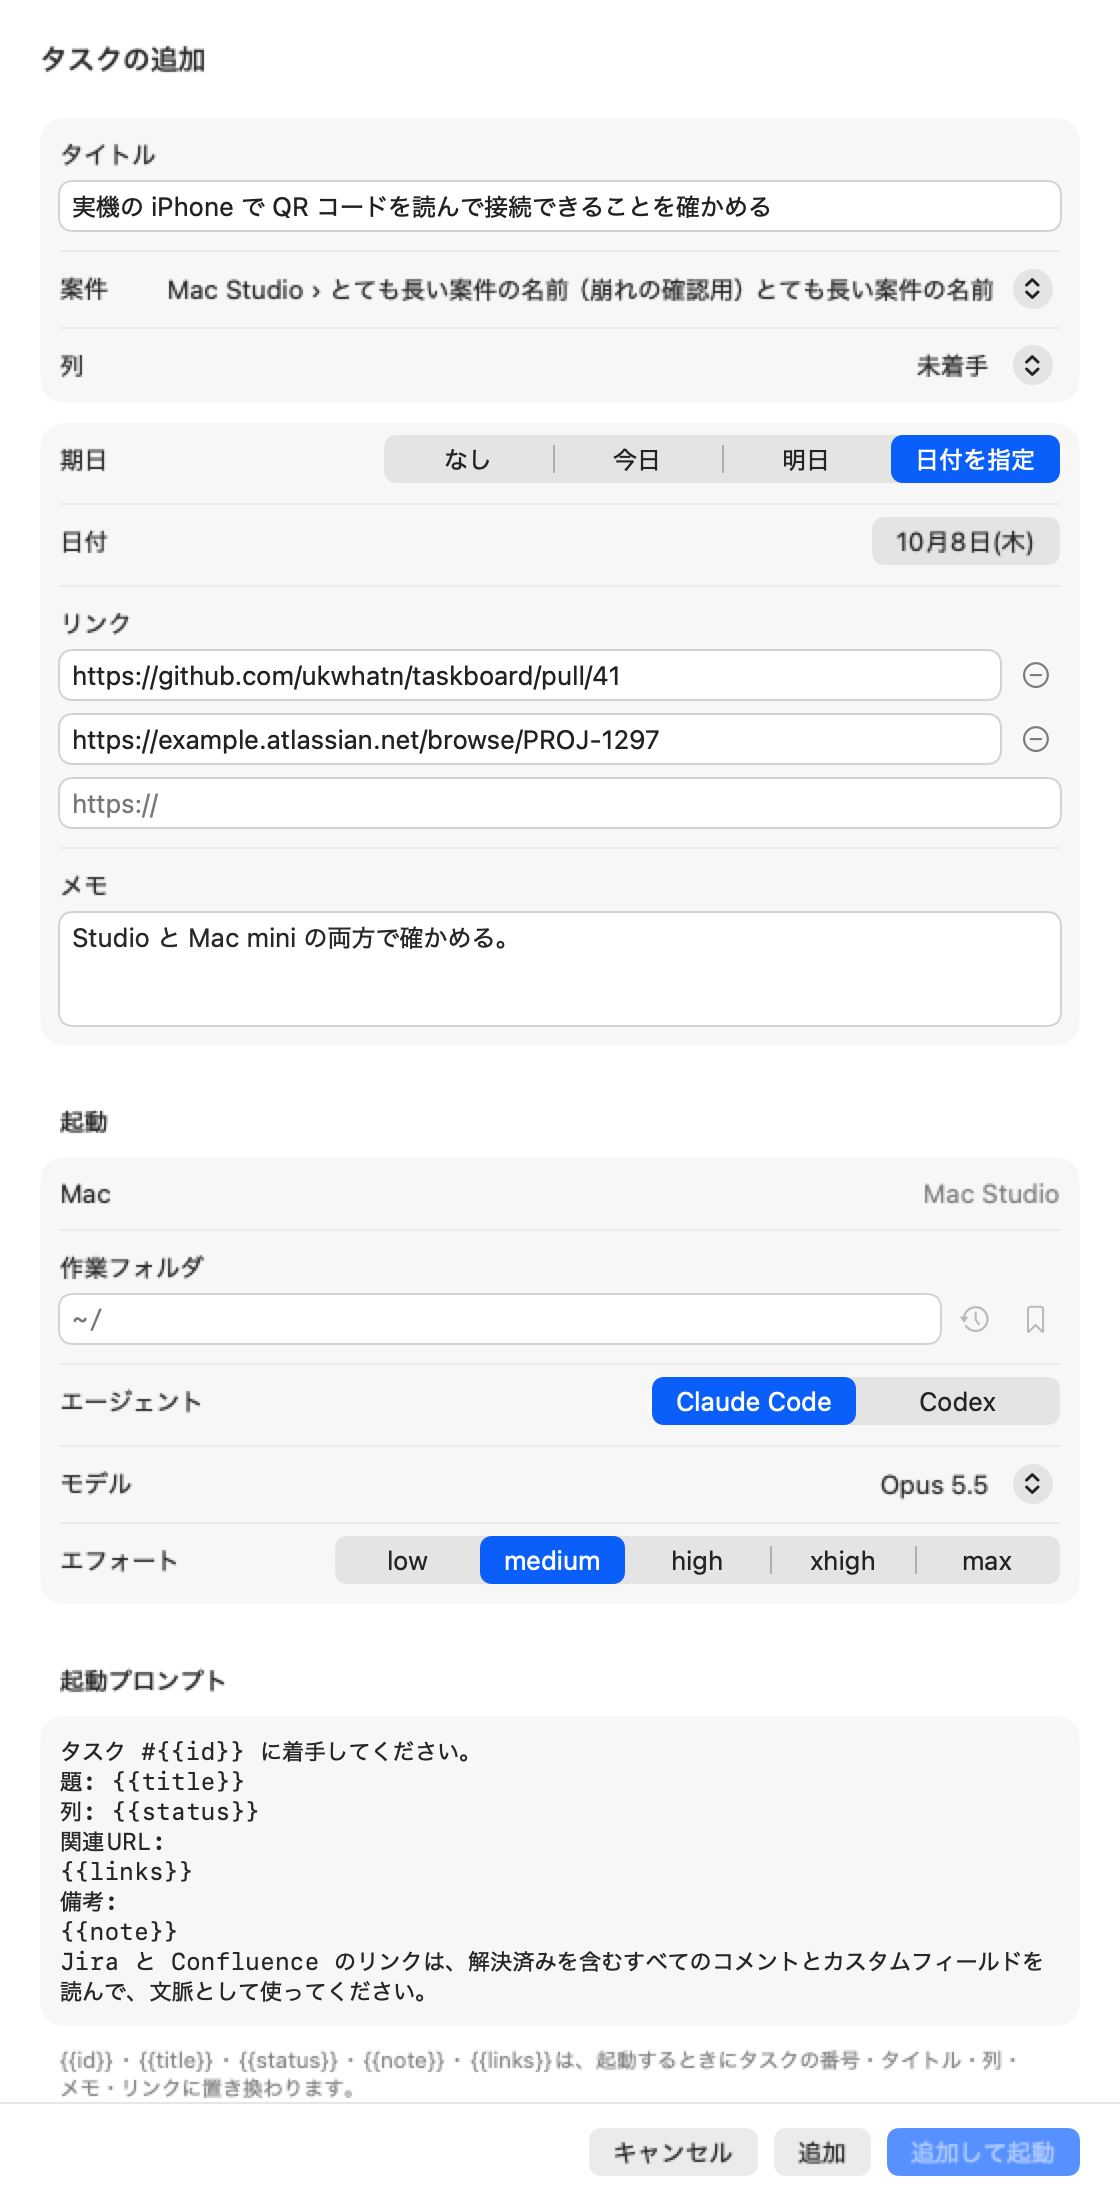 タスクの追加
タイトル
実機の iPhone で QR コードを読んで接続できることを確かめる
案件 Mac Studio › とても長い案件の名前（崩れの確認用）とても長い案件の名前
列 未着手
期日 なし 今日 明日 日付を指定
日付 10月8日(木)
リンク
https://github.com/ukwhatn/taskboard/pull/41
https://example.atlassian.net/browse/PROJ-1297
https://
メモ
Studio と Mac mini の両方で確かめる。
起動
Mac Mac Studio
作業フォルダ
~/
エージェント Claude Code Codex
モデル Opus 5.5
エフォート low medium high xhigh max
起動プロンプト
タスク #{{id}} に着手してください。
題: {{title}}
列: {{status}}
関連URL:
{{links}}
備考:
{{note}}
Jira と Confluence のリンクは、解決済みを含むすべてのコメントとカスタムフィールドを
読んで、文脈として使ってください。
{{id}}・{{title}}・{{status}}・{{note}}・{{links}}は、起動するときにタスクの番号・タイトル・列・
メモ・リンクに置き換わります。
キャンセル 追加 追加して起動